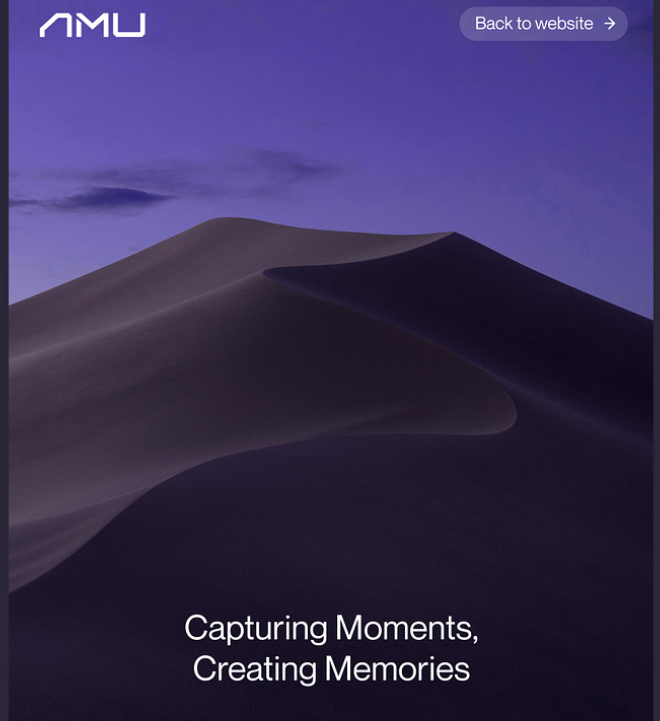 AMU
Back to website →
Capturing Moments,
Creating Memories